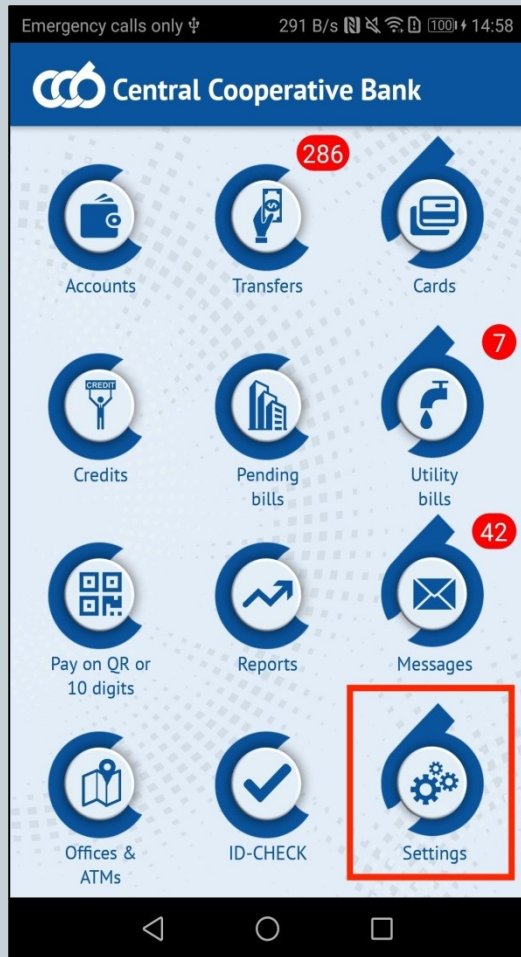 Emergency calls only 291 B/s 100 14:58
Central Cooperative Bank
286
Accounts
Transfers
Cards
7
CREDIT
Credits
Pending
bills
Utility
bills
42
Pay on QR or
10 digits
Reports
Messages
Offices &
ATMs
ID-CHECK
Settings